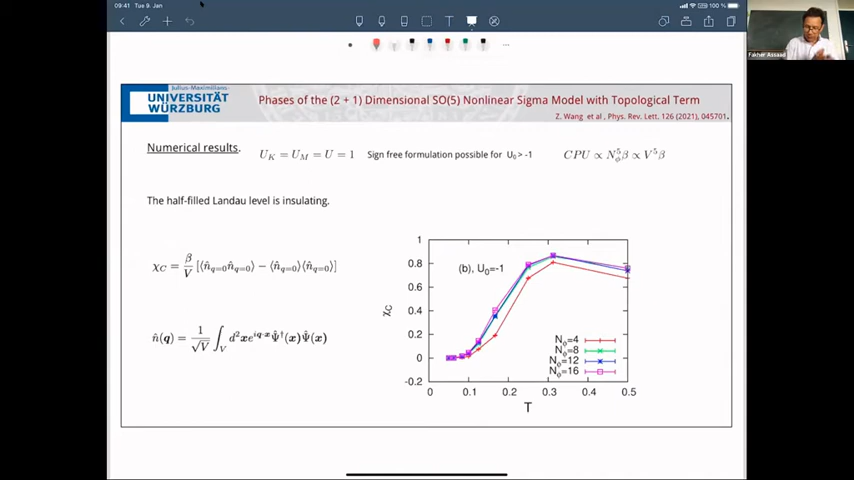 09:41 Tue 9. Jan
100 %
Fakher Assaad
Julius-Maximilians-
UNIVERSITÄT
WÜRZBURG
Phases of the (2 + 1) Dimensional SO(5) Nonlinear Sigma Model with Topological Term
Z. Wang et al , Phys. Rev. Lett. 126 (2021), 045701.
Numerical results.
U_K = U_M = U = 1 Sign free formulation possible for U₀ > -1 CPU ∝ N_ϕ^5 β ∝ V^5 β
The half-filled Landau level is insulating.
χ_C = β/V [⟨n̂_{q=0} n̂_{q=0}⟩ − ⟨n̂_{q=0}⟩⟨n̂_{q=0}⟩]
n̂(q) = 1/√V ∫_V d²x e^{iq·x} Ψ̂†(x)Ψ̂(x)
(b), U₀=-1
χ_C
1
0.8
0.6
0.4
0.2
0
-0.2
N_ϕ=4
N_ϕ=8
N_ϕ=12
N_ϕ=16
0 0.1 0.2 0.3 0.4 0.5
T